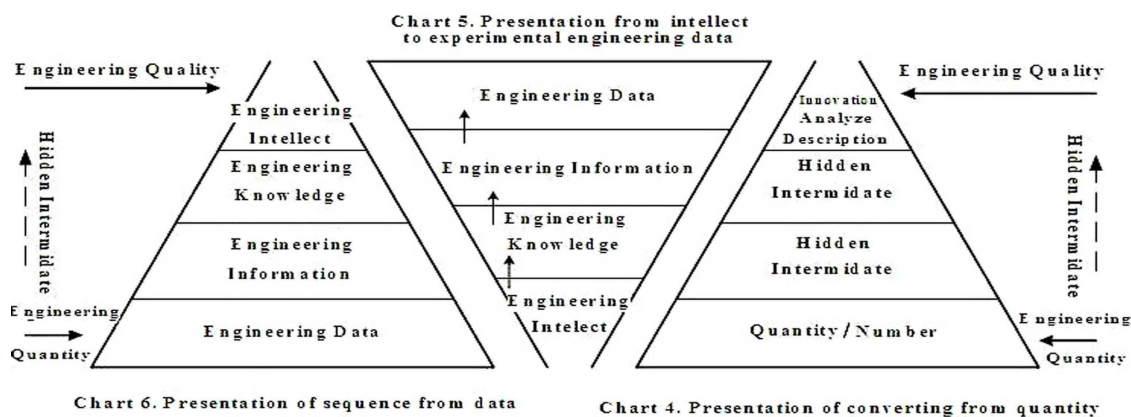 Chart 5. Presentation from intellect
to experimental engineering data
Engineering Quality
Hidden Intermidate
Engineering
Quantity
Engineering
Intellect
Engineering
Knowledge
Engineering
Information
Engineering Data
Engineering Data
Engineering Information
Engineering
Knowledge
Engineering
Intelect
Innovation
Analyze
Description
Hidden
Intermidate
Hidden
Intermidate
Quantity/Number
Engineering Quality
Hidden Intermidate
Engineering
Quantity
Chart 6. Presentation of sequence from data
Chart 4. Presentation of converting from quantity